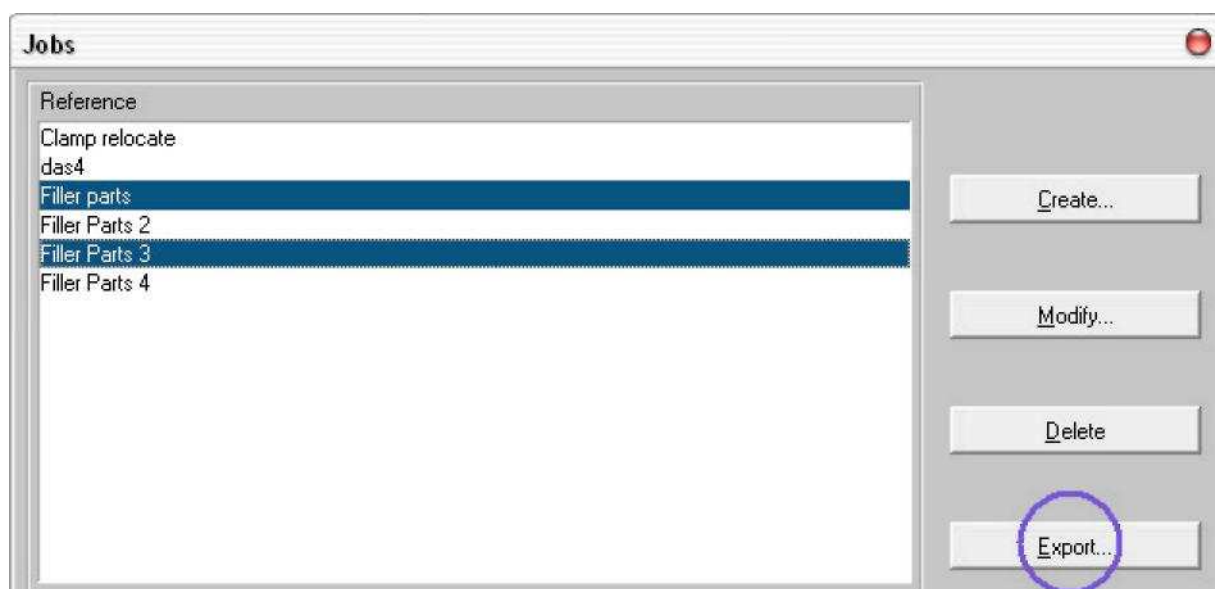 Jobs
Reference
Clamp relocate
das4
Filler parts
Filler Parts 2
Filler Parts 3
Filler Parts 4
Create...
Modify...
Delete
Export...